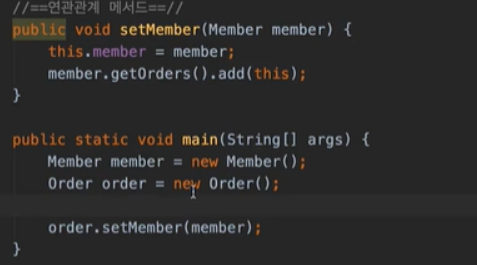 //==연관관계 메서드==//
public void setMember(Member member) {
this.member = member;
member.getOrders().add(this);
}
public static void main(String[] args) {
Member member = new Member();
Order order = new Order();
order.setMember(member);
}